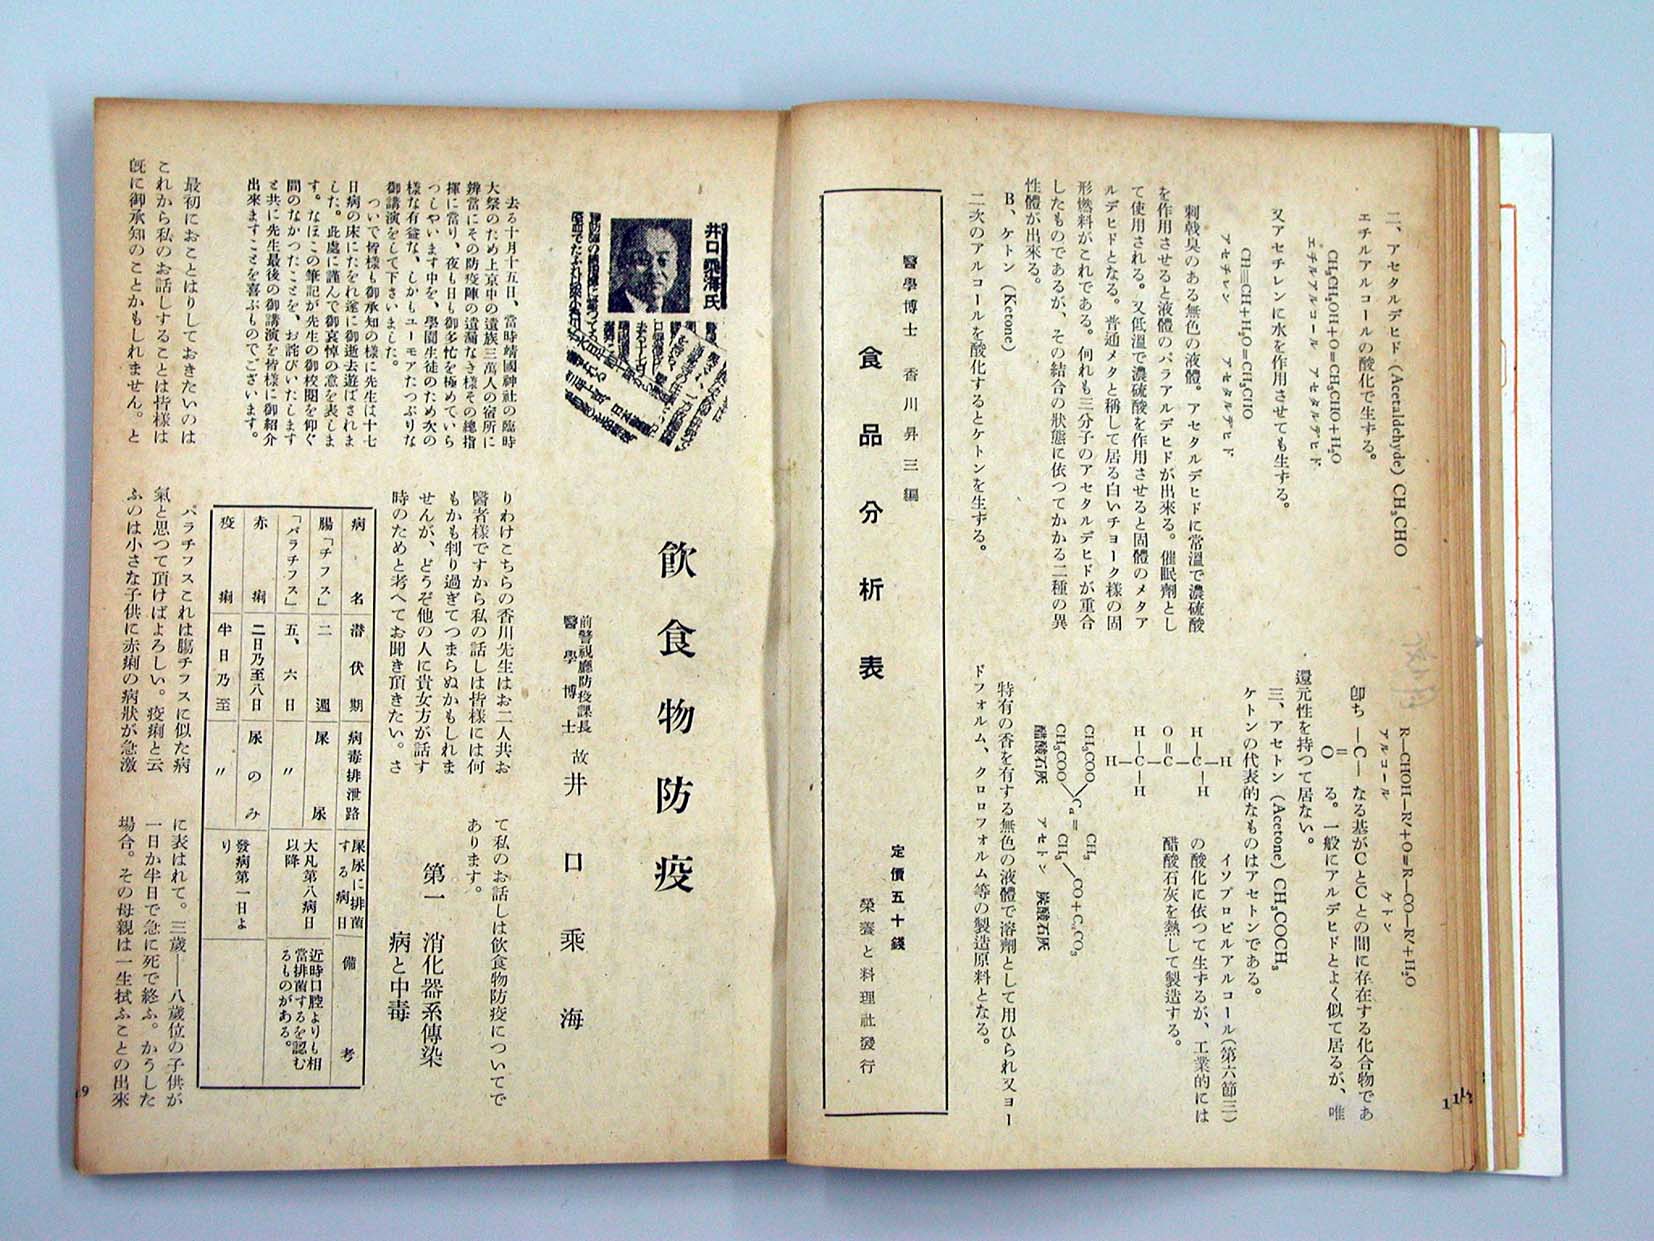 二、アセタルデヒド (Acetaldehyde) CH₃CHO
エチルアルコールの酸化で生ずる。
CH₃CH₂OH＋O＝CH₃CHO＋H₂O
エチルアルコール アセタルデヒド
又アセチレンに水を作用させても生ずる。
CH≡CH＋H₂O＝CH₃CHO
アセチレン アセタルデヒド
刺戟臭のある無色の液體。アセタルデヒドに常溫で濃硫酸
を作用させると液體のパラアルデヒドが出來る。催眠劑とし
て使用される。又低溫で濃硫酸を作用させると固體のメタア
ルデヒドとなる。普通メタと稱して居る白いチョーク樣の固
形燃料がこれである。何れも三分子のアセタルデヒドが重合
したものであるが、その結合の狀態に依つてかかる二種の異
性體が出來る。
B、ケトン (Ketone)
二次のアルコールを酸化するとケトンを生ずる。
R—CHOH—R′＋O＝R—CO—R′＋H₂O
アルコール ケトン
卽ち —C— なる基がCとCとの間に存在する化合物であ
‖
O
る。一般にアルデヒドとよく似て居るが、唯
還元性を持つて居ない。
三、アセトン (Acetone) CH₃COCH₃
ケトンの代表的なものはアセトンである。
H
H—C—H
O＝C
H—C—H
H
イソプロピルアルコール(第六節三)
の酸化に依つて生ずるが、工業的には
醋酸石灰を熱して製造する。
CH₃COO
CH₃COO
Ca＝
CH₃
CH₃
CO＋CaCO₃
醋酸石灰 アセトン 炭酸石灰
特有の香を有する無色の液體で溶劑として用ひられ又ヨー
ドフォルム、クロロフォルム等の製造原料となる。
醫學博士 香川昇三編
食品分析表
定價五十錢
榮養と料理社發行
井口乘海氏
飮食物防疫
前警視廳防疫課長
醫學博士
故 井口乘海
去る十月十五日、當時靖國神社の臨時
大祭のため上京中の遺族三萬人の宿所に
辨當にその防疫陣の遺漏なき樣その總指
揮に當り、夜も日も御多忙を極めていら
つしやいます中を、學園生徒のため次の
樣な有益な、しかもユーモアたつぷりな
御講演をして下さいました。
ついで皆樣も御承知の樣に先生は十七
日病の床にたをれ遂に御逝去遊ばされま
した。此處に謹んで御哀悼の意を表しま
す。なほこの筆記が先生の御校閱を仰ぐ
間のなかつたことを、お詫びいたします
と共に先生最後の御講演を皆樣に御紹介
出來ますことを喜ぶものでございます。
最初におことはりしておきたいのは
これから私のお話しすることは皆樣は
旣に御承知のことかもしれません。と
りわけこちらの香川先生はお二人共お
醫者樣ですから私の話しは皆樣には何
もかも判り過ぎてつまらぬかもしれま
せんが、どうぞ他の人に貴女方が話す
時のためと考へてお聞き頂きたい。さ
て私のお話しは飮食物防疫についてで
あります。
第一 消化器系傳染
病と中毒
病名 潛伏期 病毒排泄路 屎尿に排菌する病日 備考
腸「チフス」 二週 屎尿 大凡第八病日以降 近時口腔よりも相當排菌するを認むるものがある。
「パラチフス」 五、六日 〃
赤痢 二日乃至八日 屎のみ 發病第一日より
疫痢 半日乃至 〃
パラチフスこれは腸チフスに似た病
氣と思つて頂けばよろしい。疫痢と云
ふのは小さな子供に赤痢の病狀が急激
に表はれて。三歲——八歲位の子供が
一日か半日で急に死で終ふ。かうした
場合。その母親は一生拭ふことの出來